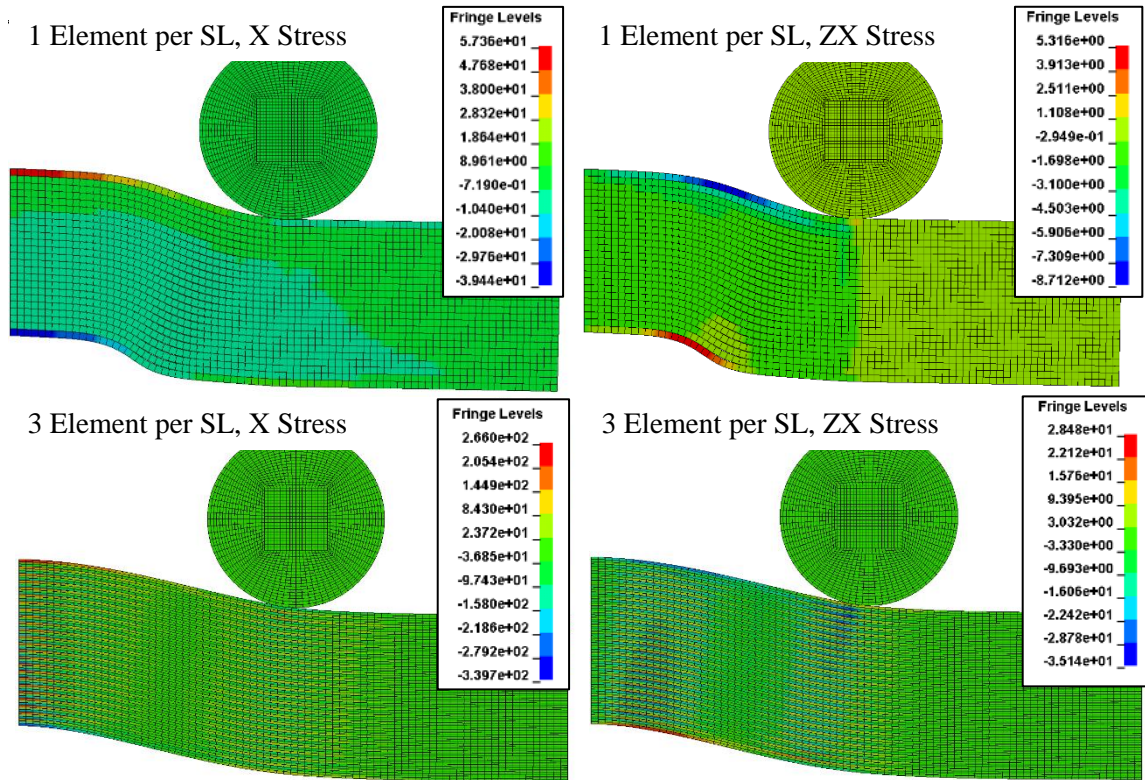 1 Element per SL, X Stress
Fringe Levels
5.736e+01
4.768e+01
3.800e+01
2.832e+01
1.864e+01
8.961e+00
-7.190e-01
-1.040e+01
-2.008e+01
-2.976e+01
-3.944e+01
1 Element per SL, ZX Stress
Fringe Levels
5.316e+00
3.913e+00
2.511e+00
1.108e+00
-2.949e-01
-1.698e+00
-3.100e+00
-4.503e+00
-5.906e+00
-7.309e+00
-8.712e+00
3 Element per SL, X Stress
Fringe Levels
2.660e+02
2.054e+02
1.449e+02
8.430e+01
2.372e+01
-3.685e+01
-9.743e+01
-1.580e+02
-2.186e+02
-2.792e+02
-3.397e+02
3 Element per SL, ZX Stress
Fringe Levels
2.848e+01
2.212e+01
1.576e+01
9.395e+00
3.032e+00
-3.330e+00
-9.693e+00
-1.606e+01
-2.242e+01
-2.878e+01
-3.514e+01